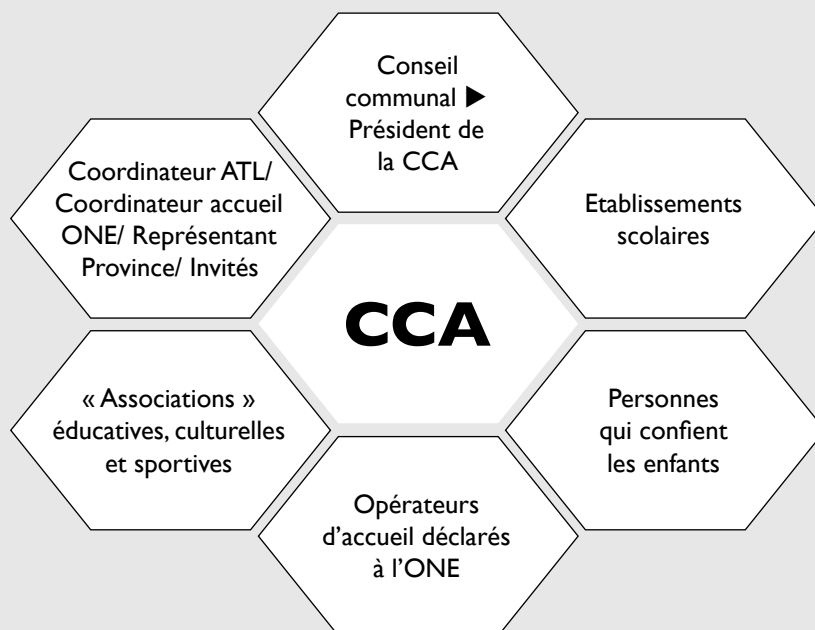 Conseil
communal ▶
Président de
la CCA
Coordinateur ATL/
Coordinateur accueil
ONE/ Représentant
Province/ Invités
Etablissements
scolaires
CCA
« Associations »
éducatives, culturelles
et sportives
Personnes
qui confient
les enfants
Opérateurs
d’accueil déclarés
à l’ONE